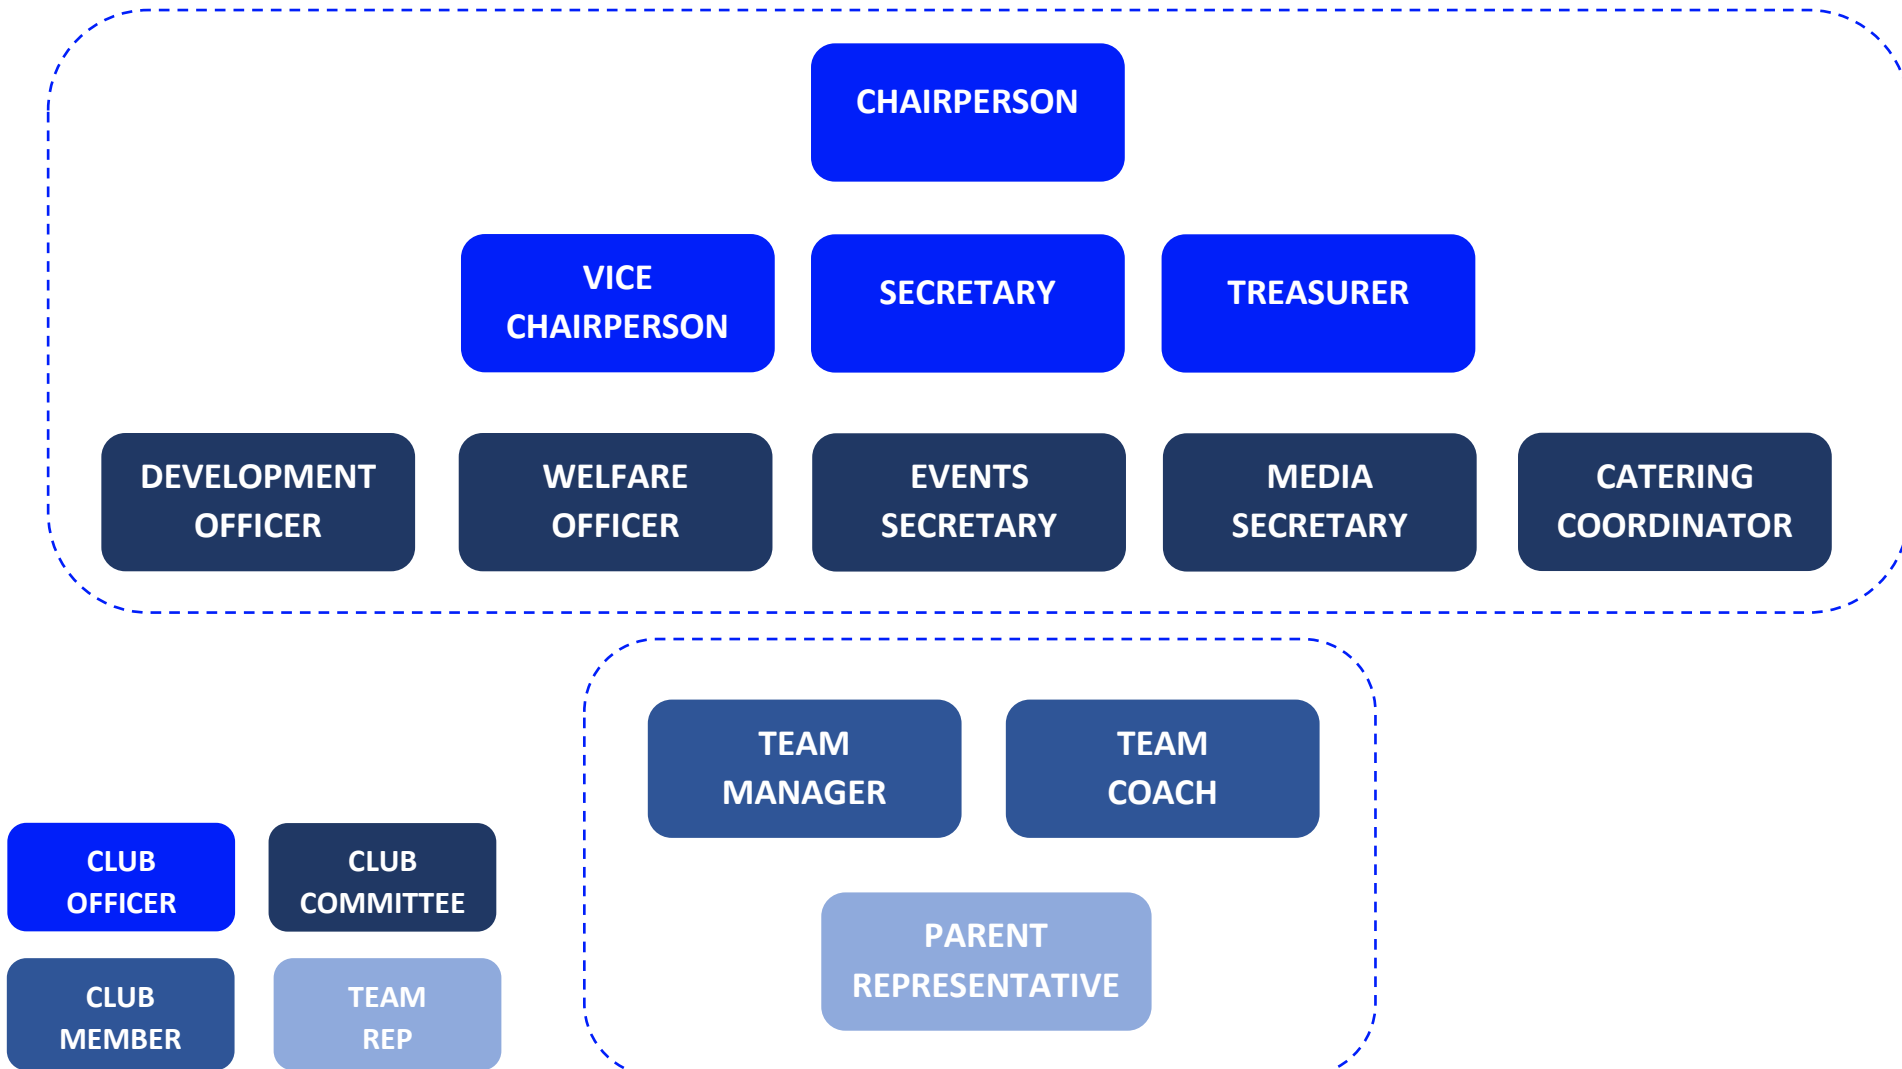 CHAIRPERSON
VICE
CHAIRPERSON
SECRETARY
TREASURER
DEVELOPMENT
OFFICER
WELFARE
OFFICER
EVENTS
SECRETARY
MEDIA
SECRETARY
CATERING
COORDINATOR
TEAM
MANAGER
TEAM
COACH
PARENT
REPRESENTATIVE
CLUB
OFFICER
CLUB
COMMITTEE
CLUB
MEMBER
TEAM
REP